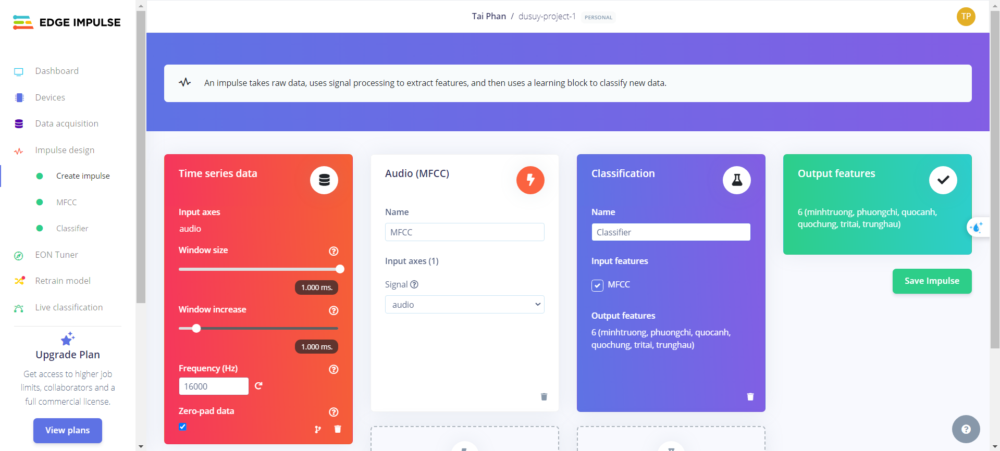 EDGE IMPULSE
Dashboard
Devices
Data acquisition
Impulse design
Create impulse
MFCC
Classifier
EON Tuner
Retrain model
Live classification
Upgrade Plan
Get access to higher job
limits, collaborators and a
full commercial license.
View plans
Tai Phan / dusuy-project-1 PERSONAL
TP
An impulse takes raw data, uses signal processing to extract features, and then uses a learning block to classify new data.
Time series data
Input axes
audio
Window size
1.000 ms.
Window increase
1.000 ms.
Frequency (Hz)
16000
Zero-pad data
Audio (MFCC)
Name
MFCC
Input axes (1)
Signal
audio
Classification
Name
Classifier
Input features
MFCC
Output features
6 (minhtruong, phuongchi, quocanh,
quochung, tritai, trunghau)
Output features
6 (minhtruong, phuongchi, quocanh,
quochung, tritai, trunghau)
Save Impulse